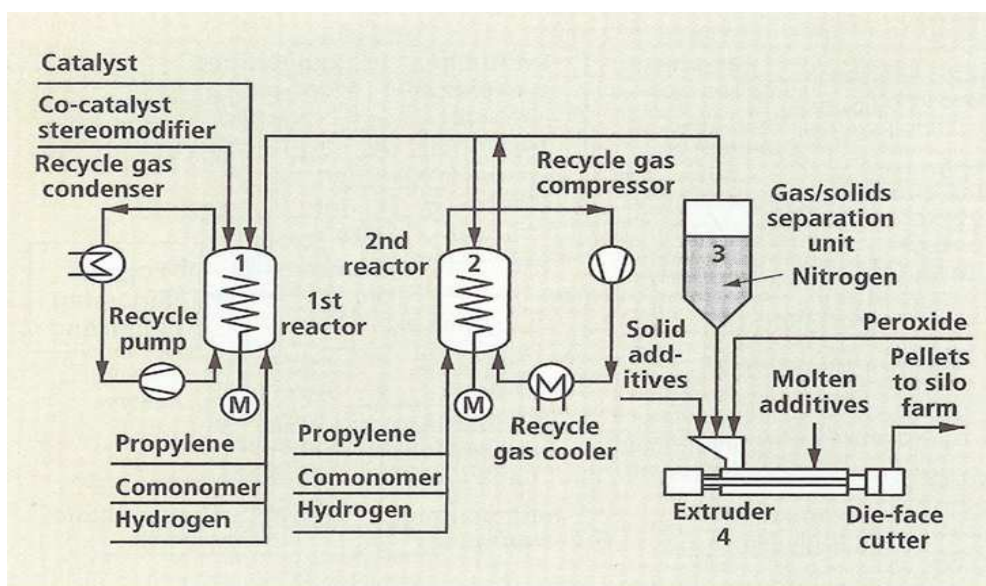 Catalyst
Co-catalyst
stereomodifier
Recycle gas
condenser
Recycle
pump
1
1st
reactor
M
Propylene
Comonomer
Hydrogen
2nd
reactor
2
M
Propylene
Comonomer
Hydrogen
Recycle gas
compressor
Recycle
gas cooler
Gas/solids
separation
unit
3
Nitrogen
Solid
add-
itives
Peroxide
Molten
additives
Pellets
to silo
farm
Extruder
4
Die-face
cutter